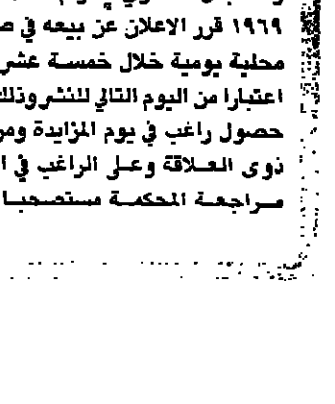 ١٩٦٩ قرر الاعلان عن بيعه في
محلية يومية خلال خمسة عشر
اعتبارا من اليوم التالي للنشر وذلك
حصول راغب في يوم المزايدة
ذوى العلاقة وعلى الراغب في
مراجعة المحكمة مستصحبا